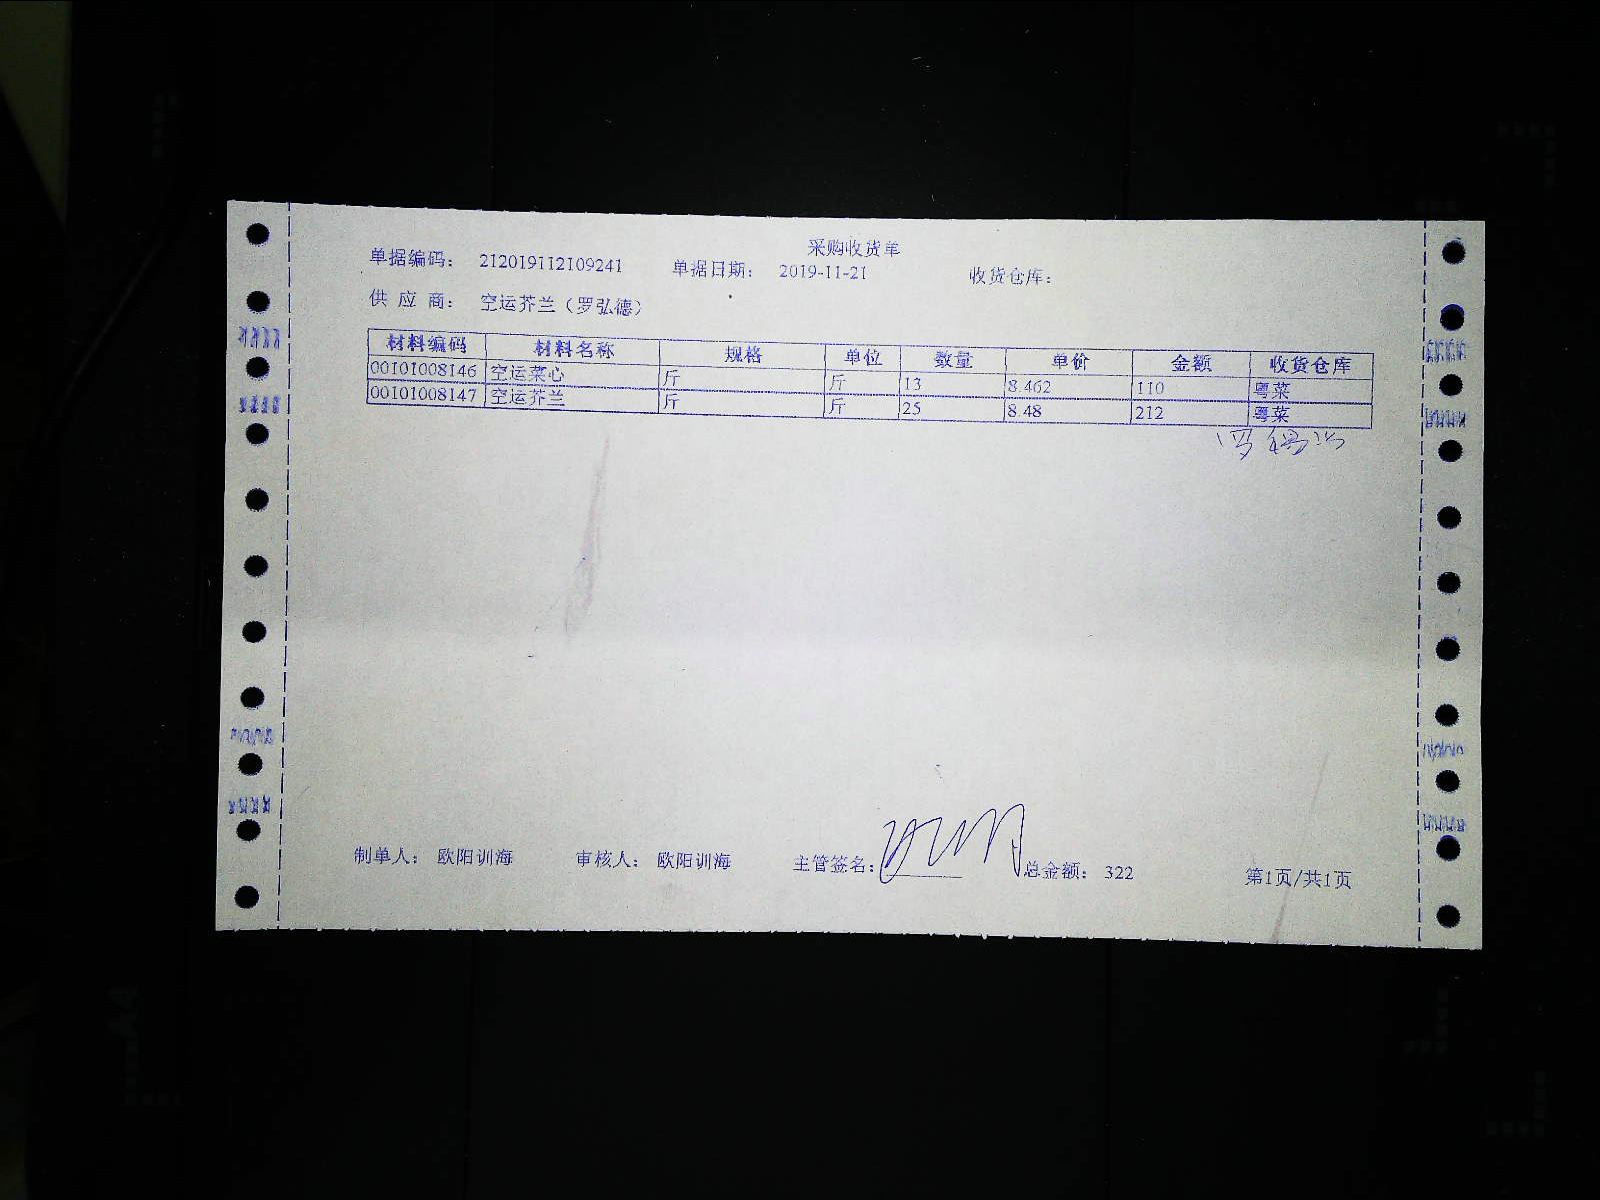 采购收货单
单据编码： 212019112109241 单据日期： 2019-11-21 收货仓库：
供 应 商： 空运芥兰（罗弘德）
材料编码 材料名称 规格 单位 数量 单价 金额 收货仓库
00101008146 空运菜心 斤 斤 13 8.462 110 粤菜
00101008147 空运芥兰 斤 斤 25 8.48 212 粤菜
制单人： 欧阳训海 审核人： 欧阳训海 主管签名： 总金额： 322 第1页/共1页